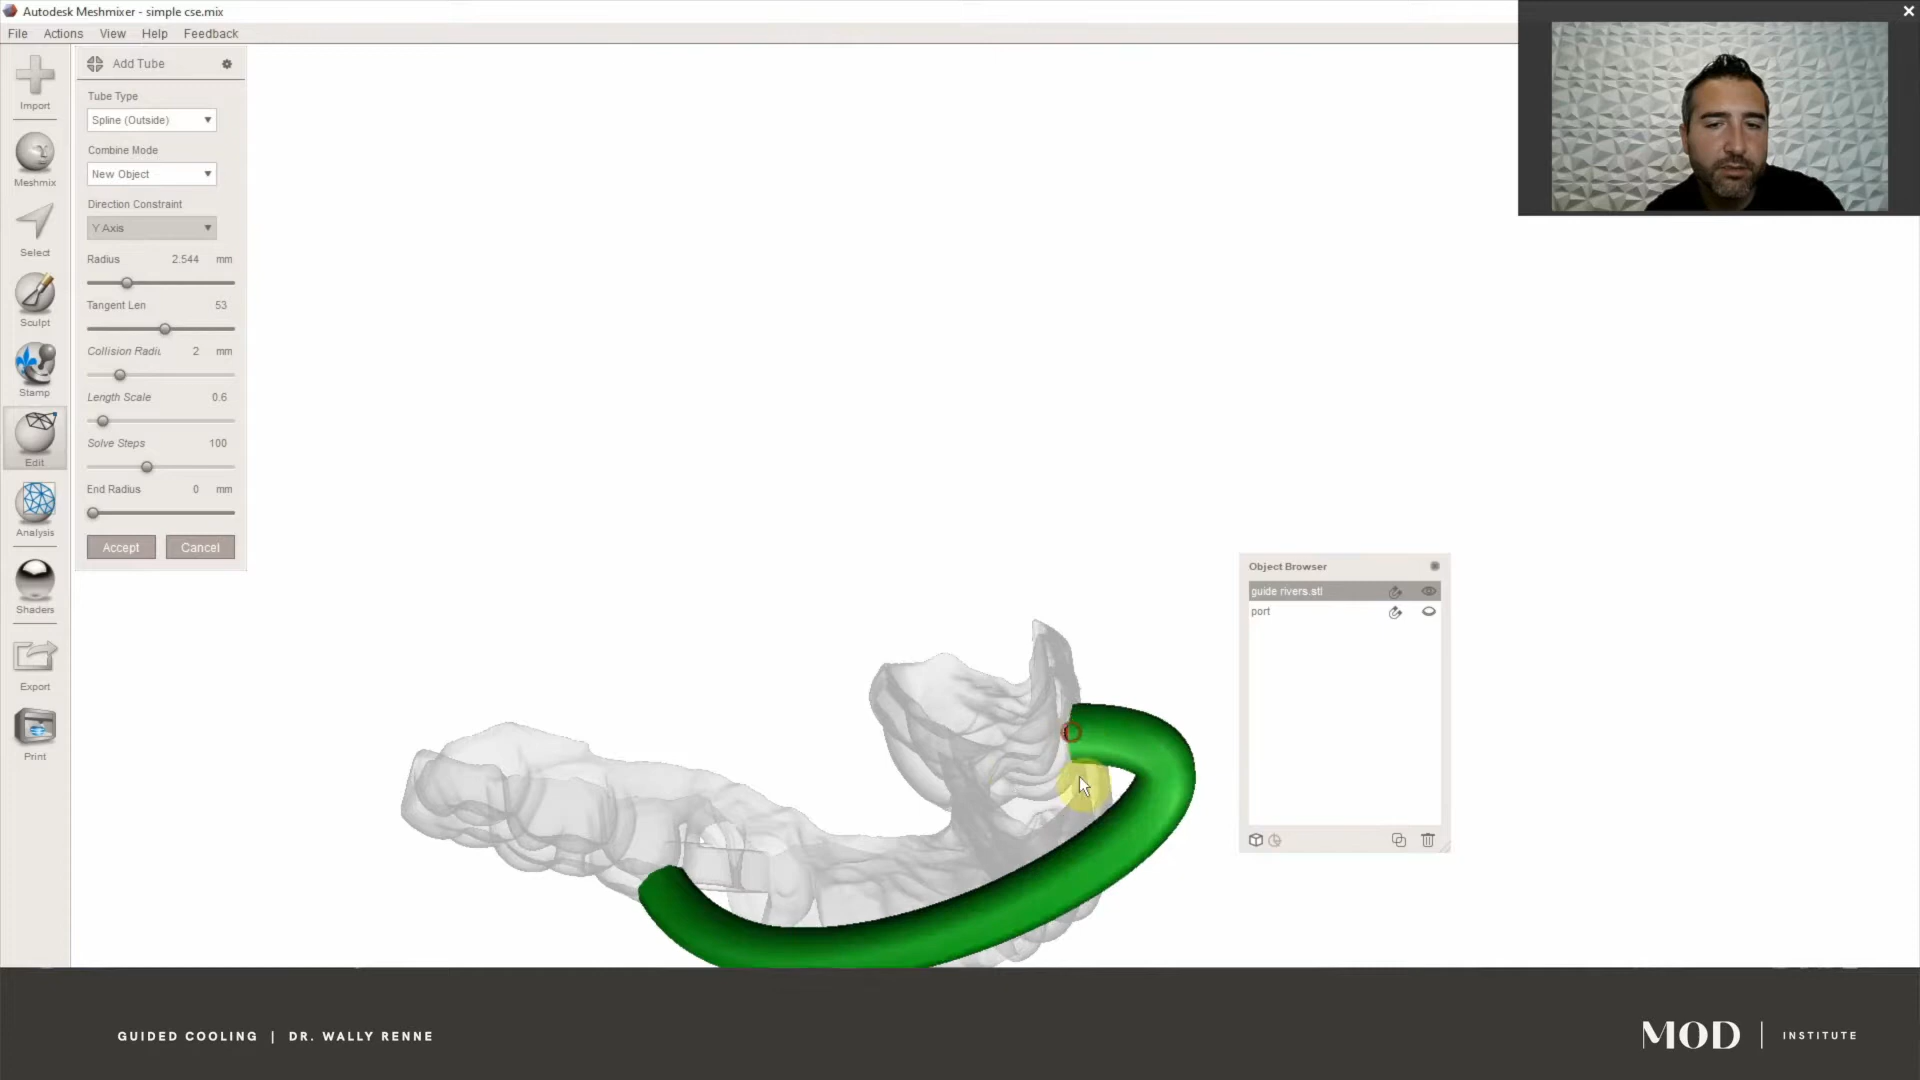 Autodesk Meshmixer - simple cse.mix
File Actions View Help Feedback
Import
Meshmix
Select
Sculpt
Stamp
Edit
Analysis
Shaders
Export
Print
Add Tube
Tube Type
Spline (Outside)
Combine Mode
New Object
Direction Constraint
Y Axis
Radius 2.544 mm
Tangent Len 53
Collision Radiu 2 mm
Length Scale 0.6
Solve Steps 100
End Radius 0 mm
Accept Cancel
Object Browser
guide rivers.stl
port
GUIDED COOLING | DR. WALLY RENNE
MOD | INSTITUTE